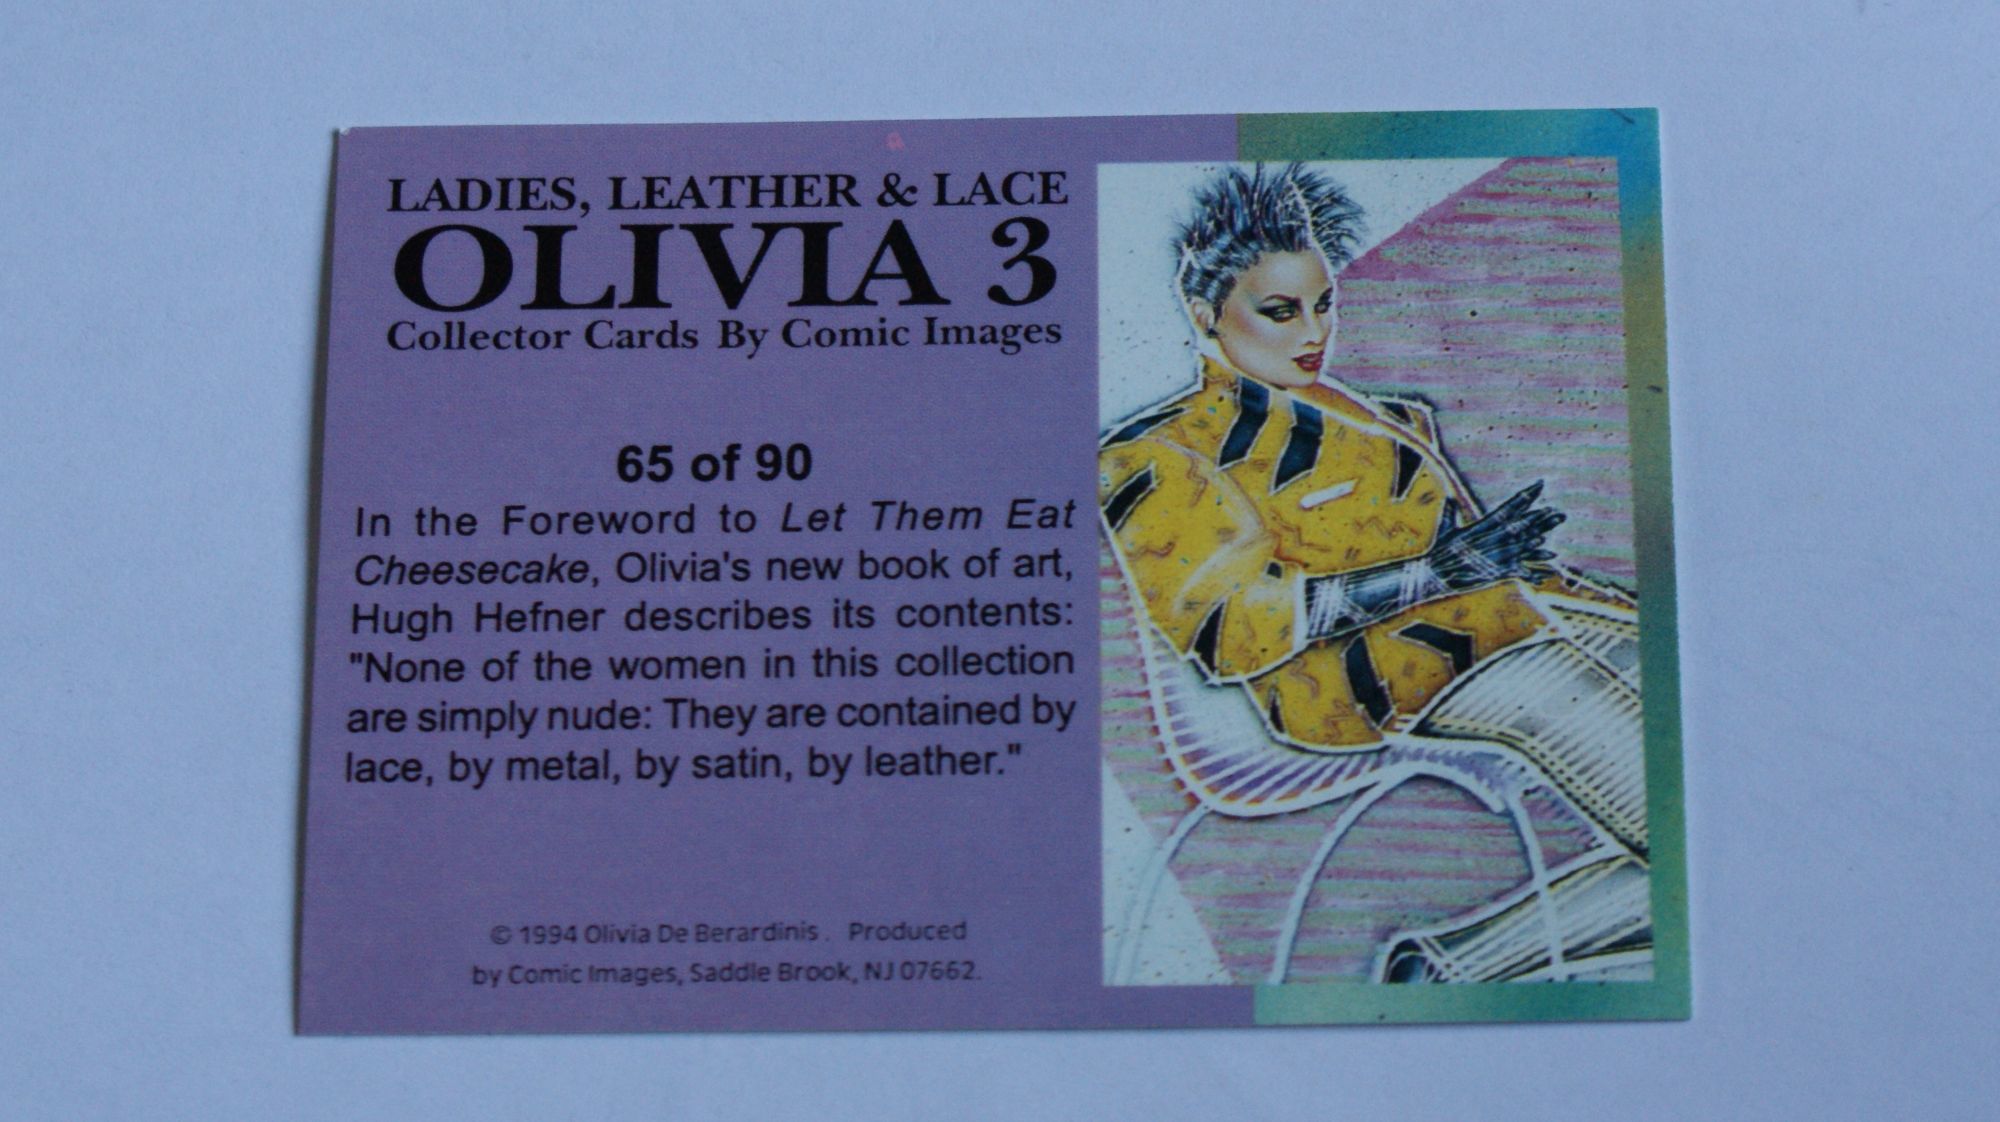 LADIES, LEATHER & LACE
OLIVIA 3
Collector Cards By Comic Images
65 of 90
In the Foreword to Let Them Eat
Cheesecake, Olivia's new book of art,
Hugh Hefner describes its contents:
"None of the women in this collection
are simply nude: They are contained by
lace, by metal, by satin, by leather."
© 1994 Olivia De Berardinis. Produced
by Comic Images, Saddle Brook, NJ 07662.